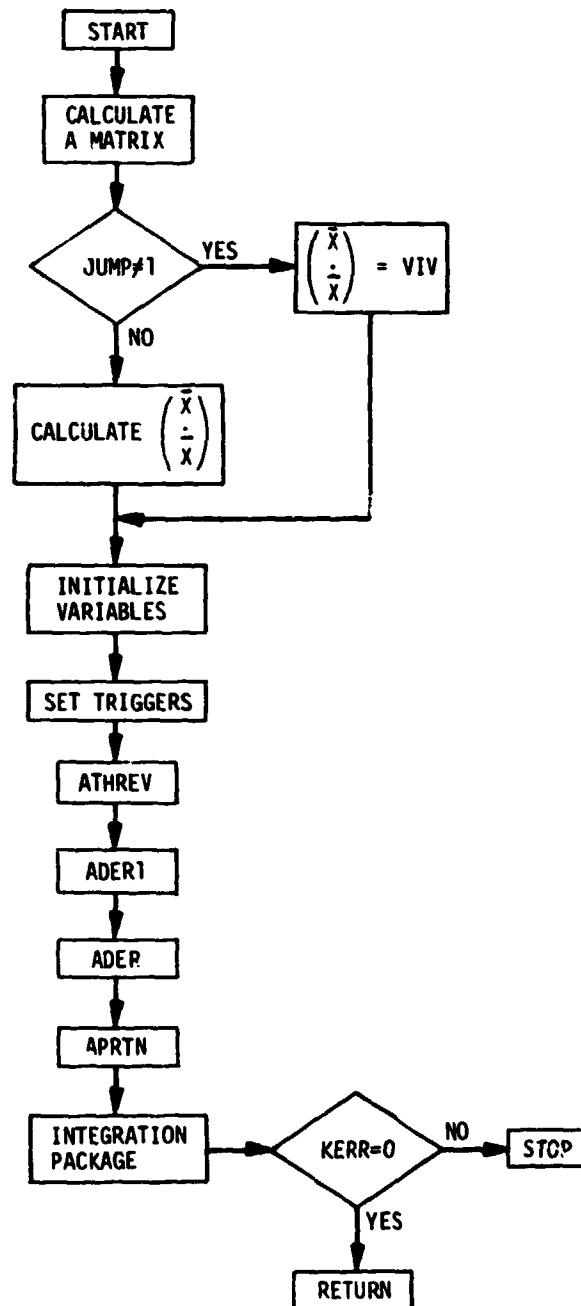 START
CALCULATE
A MATRIX
JUMP≠1
YES
(X̄
Ẋ) = VIV
NO
CALCULATE (X̄
Ẋ)
INITIALIZE
VARIABLES
SET TRIGGERS
ATHREV
ADER1
ADER
APRTN
INTEGRATION
PACKAGE
KERR=0
NO
STOP
YES
RETURN